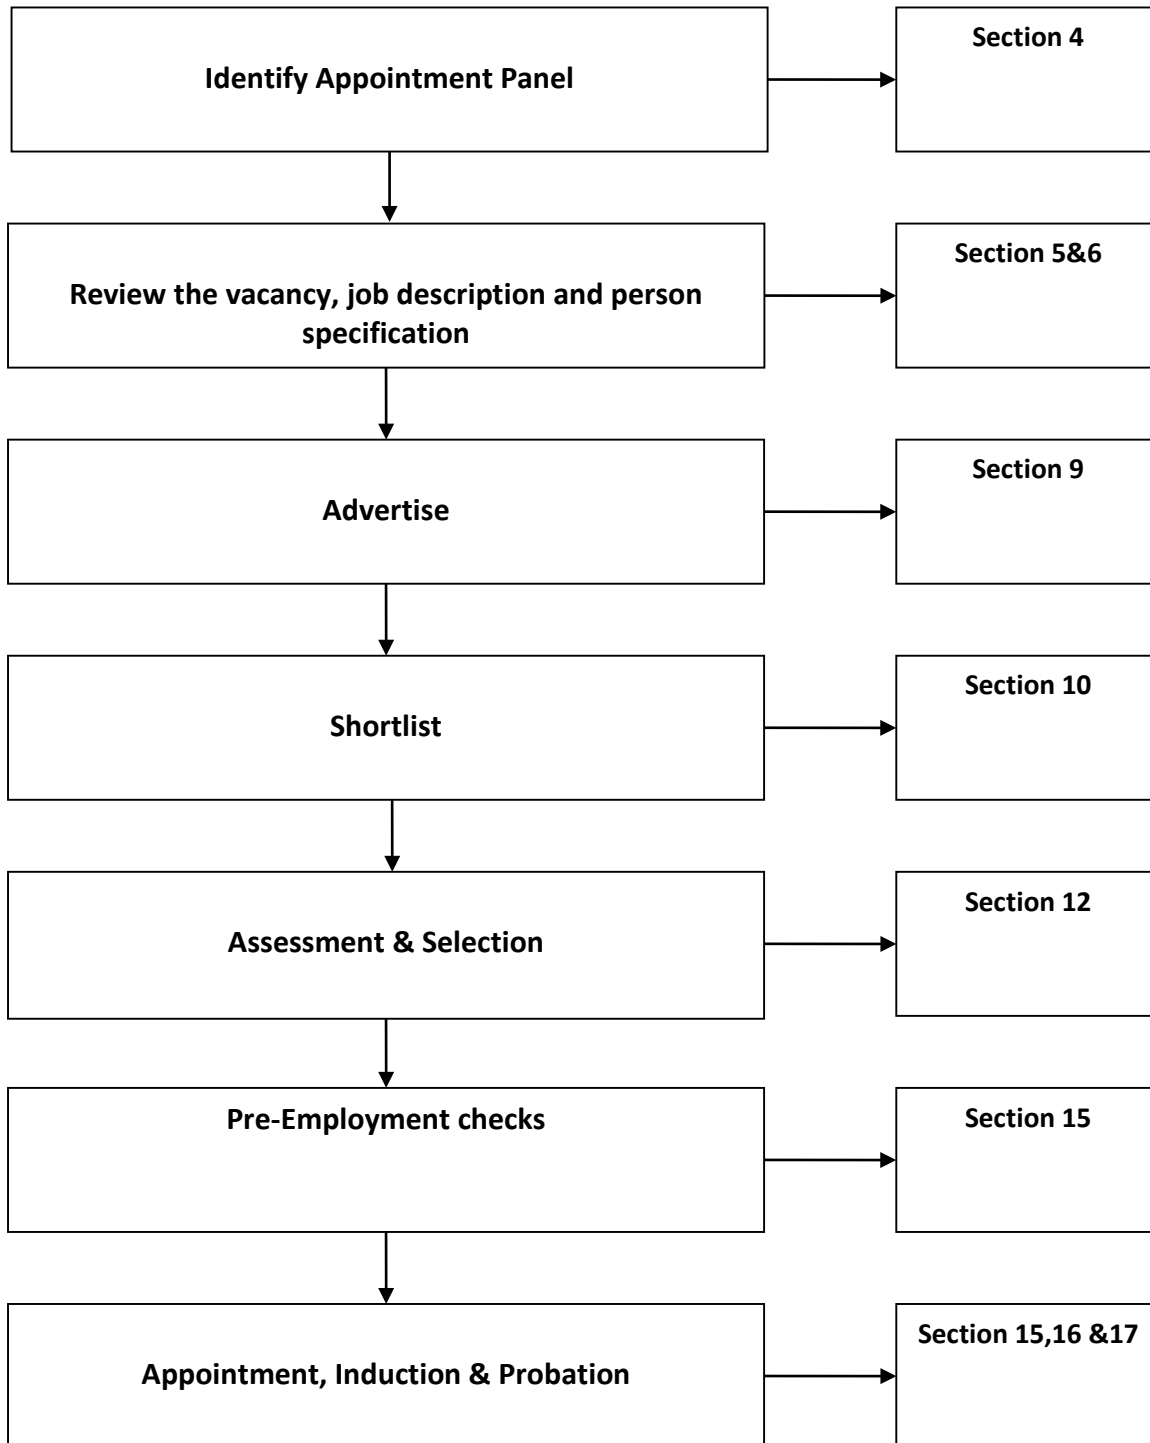 Identify Appointment Panel
Section 4
Review the vacancy, job description and person
specification
Section 5&6
Advertise
Section 9
Shortlist
Section 10
Assessment & Selection
Section 12
Pre-Employment checks
Section 15
Appointment, Induction & Probation
Section 15,16 &17